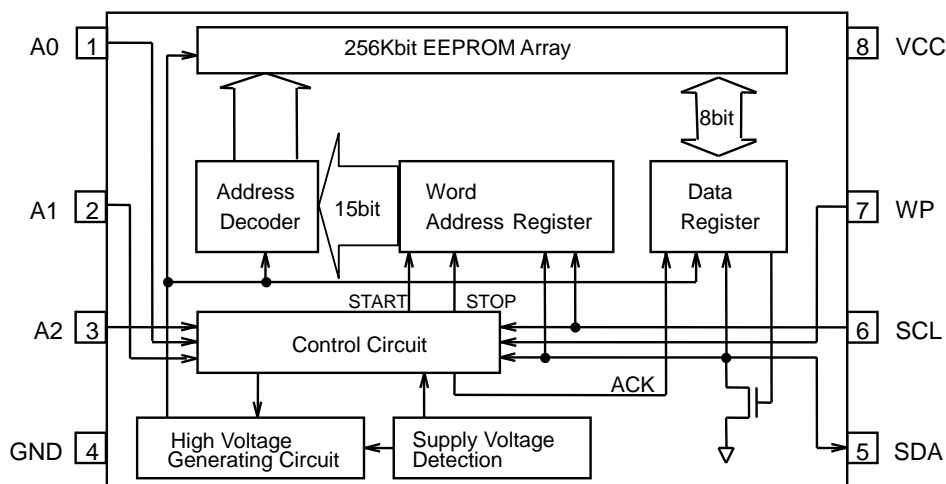 A0 1
256Kbit EEPROM Array
8 VCC
8bit
Address
Decoder
15bit
Word
Address Register
Data
Register
A1 2
7 WP
START
STOP
A2 3
Control Circuit
6 SCL
ACK
GND 4
High Voltage
Generating Circuit
Supply Voltage
Detection
5 SDA